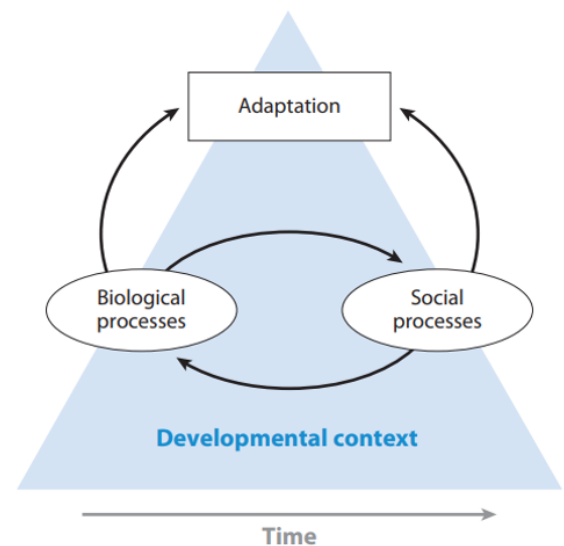 Adaptation
Biological
processes
Social
processes
Developmental context
Time